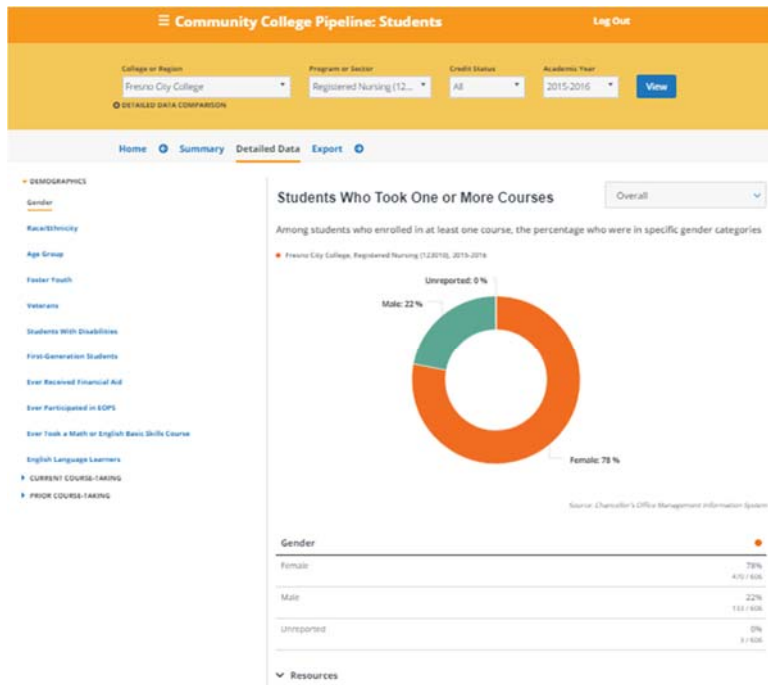 ☰ Community College Pipeline: Students
Log Out
College or Region
Program or Sector
Credit Status
Academic Year
Fresno City College
Registered Nursing (12...
All
2015-2016
View
DETAILED DATA COMPARISON
Home
Summary
Detailed Data
Export
DEMOGRAPHICS
Gender
Race/Ethnicity
Age Group
Foster Youth
Veterans
Students With Disabilities
First-Generation Students
Ever Received Financial Aid
Ever Participated in EOPS
Ever Took a Math or English Basic Skills Course
English Language Learners
CURRENT COURSE-TAKING
PRIOR COURSE-TAKING
Students Who Took One or More Courses
Overall
Among students who enrolled in at least one course, the percentage who were in specific gender categories
Fresno City College, Registered Nursing (123010), 2015-2016
Unreported: 0 %
Male: 22 %
Female: 78 %
Source: Chancellor's Office Management Information System
Gender
Female
78%
470 / 606
Male
22%
133 / 606
Unreported
0%
3 / 606
Resources